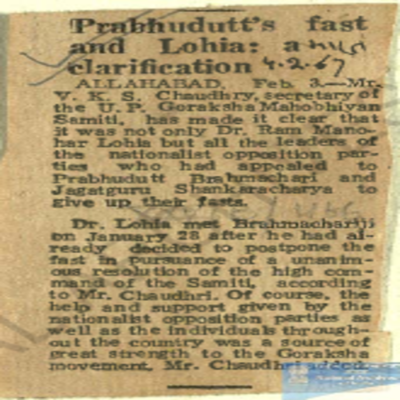 Prabhudutt's fast
and Lohia: a
clarification 4.2.67
ALLAHABAD, Feb. 3.—Mr.
V. K. S. Chaudhry, secretary of
the U.P. Goraksha Mahobhiyan
Samiti, has made it clear that
it was not only Dr. Ram Mano-
har Lohia but all the leaders of
the nationalist opposition par-
ties who had appealed to
Prabhudutt Brahmachari and
Jagatguru Shankaracharya to
give up their fasts.
Dr. Lohia met Brahmachariji
on January 28 after he had al-
ready decided to postpone the
fast in pursuance of a unanim-
ous resolution of the high com-
mand of the Samiti, according
to Mr. Chaudhri. Of course, the
help and support given by the
nationalist opposition parties as
well as the individuals through-
out the country was a source of
great strength to the Goraksha
movement, Mr. Chaudhri added.